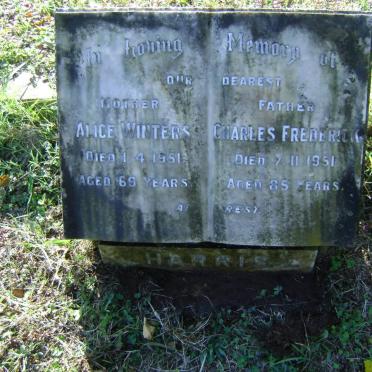 In Loving Memory of
OUR DEAREST
MOTHER FATHER
ALICE WINTERS CHARLES FREDERICK
DIED 1.4.1951. DIED 7.11.1951.
AGED 69 YEARS AGED 85 YEARS.
AT REST.
HARRIS